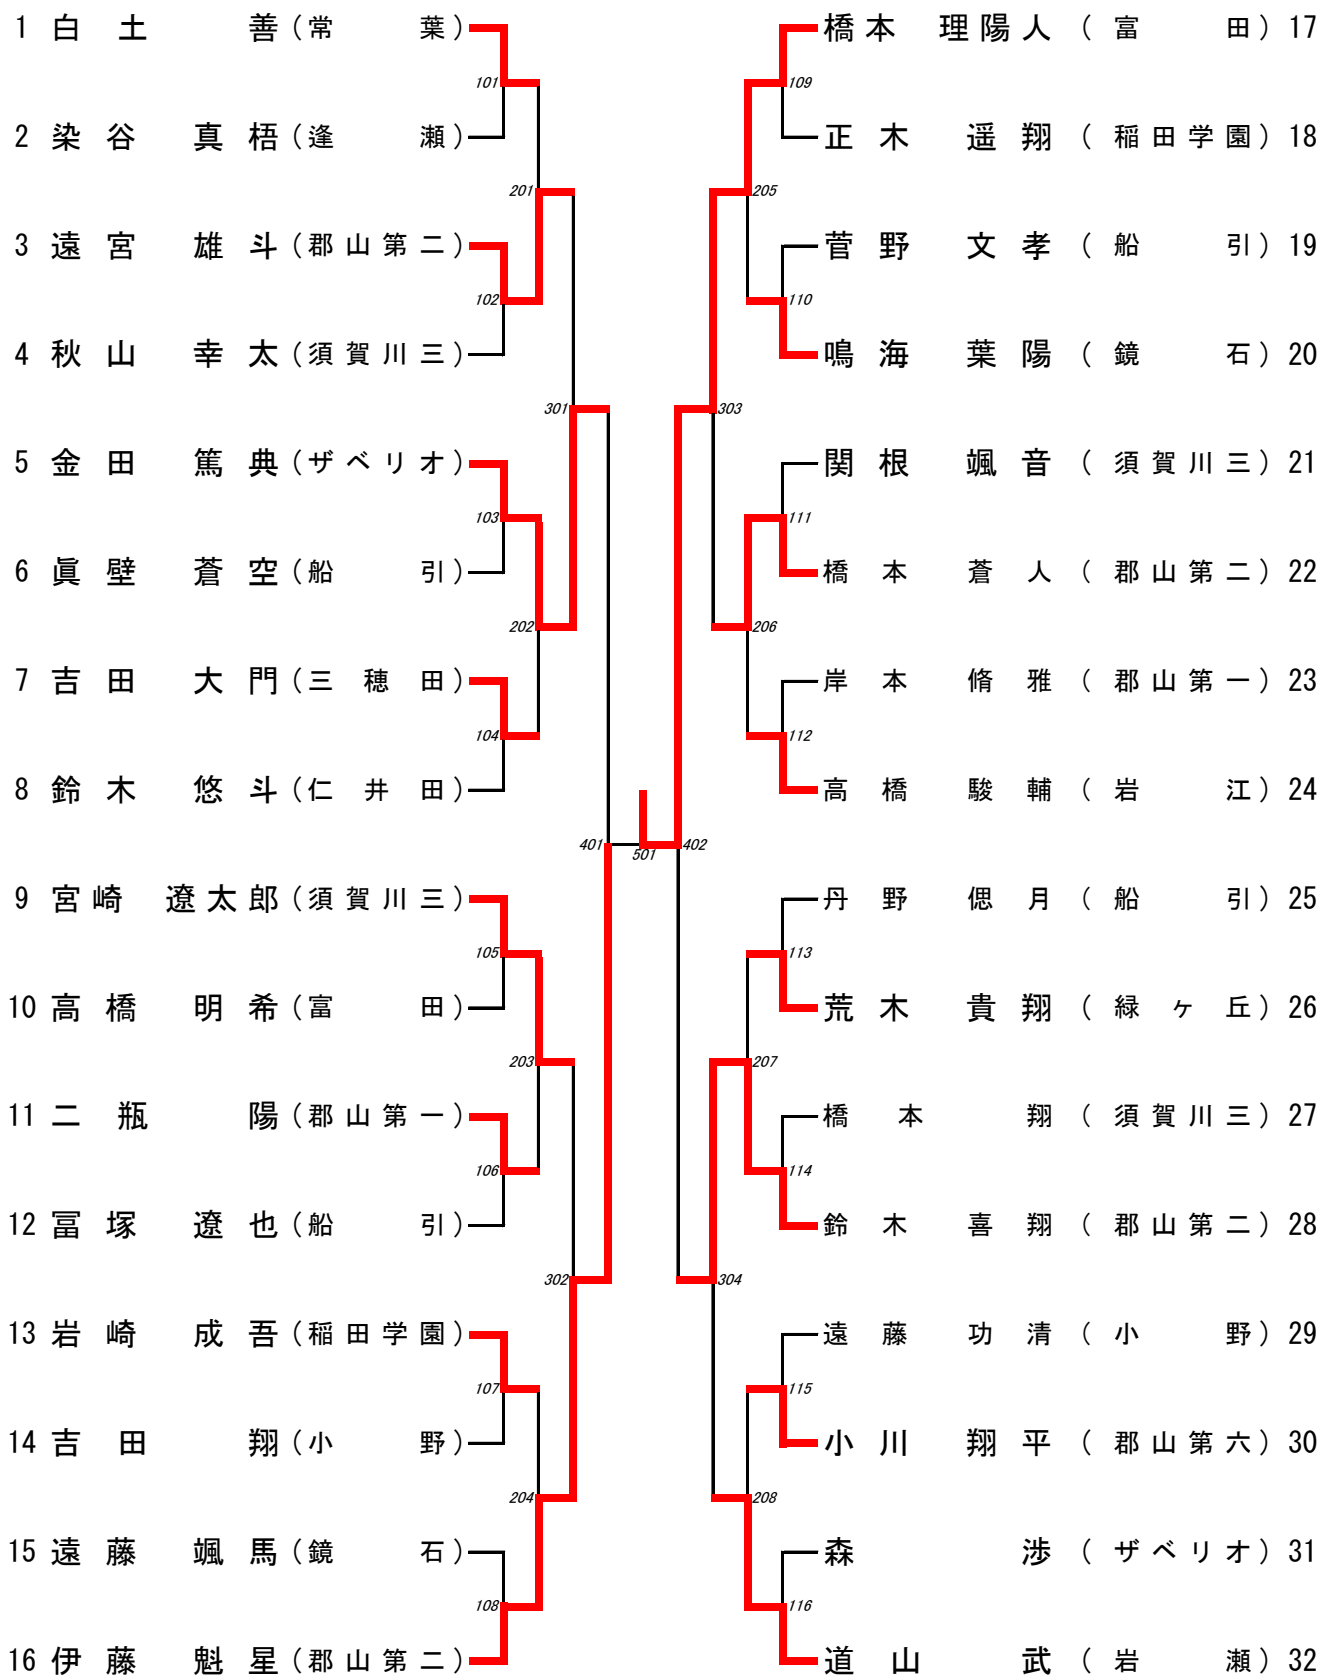 1 白土 善 (常葉)
101
2 染谷 真梧 (逢瀬)
201
3 遠宮 雄斗 (郡山第二)
102
4 秋山 幸太 (須賀川三)
301
5 金田 篤典 (ザベリオ)
103
6 眞壁 蒼空 (船引)
202
7 吉田 大門 (三穂田)
104
8 鈴木 悠斗 (仁井田)
401
9 宮崎 遼太郎 (須賀川三)
105
10 高橋 明希 (富田)
203
11 二瓶 陽 (郡山第一)
106
12 冨塚 遼也 (船引)
302
13 岩崎 成吾 (稲田学園)
107
14 吉田 翔 (小野)
204
15 遠藤 颯馬 (鏡石)
108
16 伊藤 魁星 (郡山第二)
501
橋本 理陽人 (富田) 17
109
正木 遥翔 (稲田学園) 18
205
菅野 文孝 (船引) 19
110
鳴海 葉陽 (鏡石) 20
303
関根 颯音 (須賀川三) 21
111
橋本 蒼人 (郡山第二) 22
206
岸本 脩雅 (郡山第一) 23
112
高橋 駿輔 (岩江) 24
402
丹野 偲月 (船引) 25
113
荒木 貴翔 (緑ヶ丘) 26
207
橋本 翔 (須賀川三) 27
114
鈴木 喜翔 (郡山第二) 28
304
遠藤 功清 (小野) 29
115
小川 翔平 (郡山第六) 30
208
森 渉 (ザベリオ) 31
116
道山 武 (岩瀬) 32